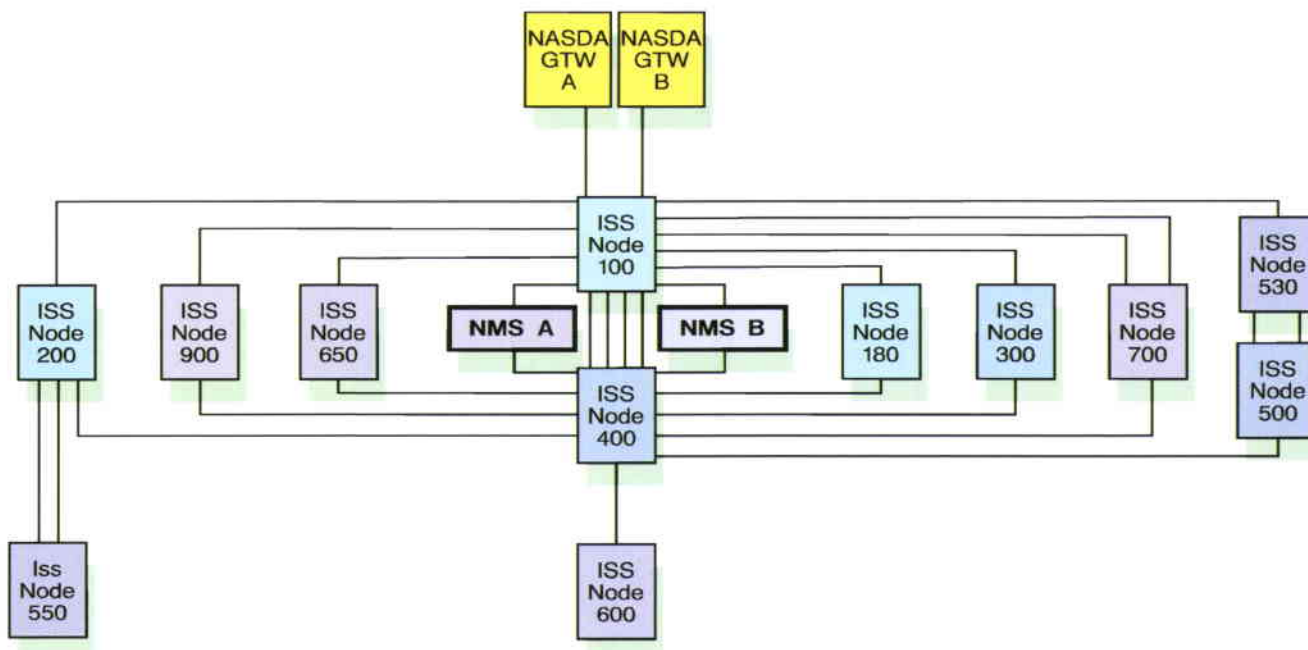 NASDA
GTW
A
NASDA
GTW
B
ISS
Node
100
ISS
Node
530
ISS
Node
200
ISS
Node
900
ISS
Node
650
NMS A
NMS B
ISS
Node
180
ISS
Node
300
ISS
Node
700
ISS
Node
500
ISS
Node
400
Iss
Node
550
ISS
Node
600